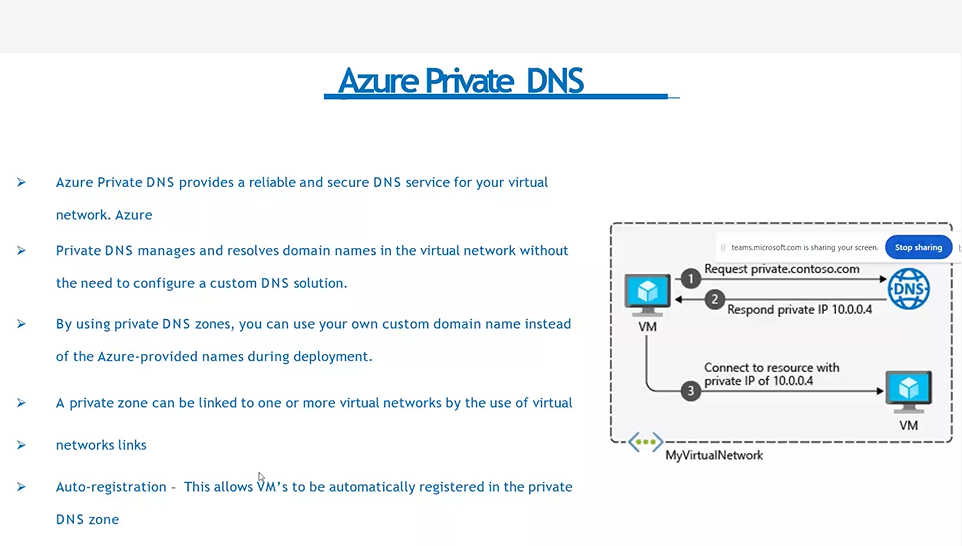 Azure Private DNS
Azure Private DNS provides a reliable and secure DNS service for your virtual
network. Azure
Private DNS manages and resolves domain names in the virtual network without
the need to configure a custom DNS solution.
By using private DNS zones, you can use your own custom domain name instead
of the Azure-provided names during deployment.
A private zone can be linked to one or more virtual networks by the use of virtual
networks links
Auto-registration – This allows VM's to be automatically registered in the private
DNS zone
teams.microsoft.com is sharing your screen.
Stop sharing
1
Request private.contoso.com
DNS
2
Respond private IP 10.0.0.4
VM
Connect to resource with
3
private IP of 10.0.0.4
VM
MyVirtualNetwork